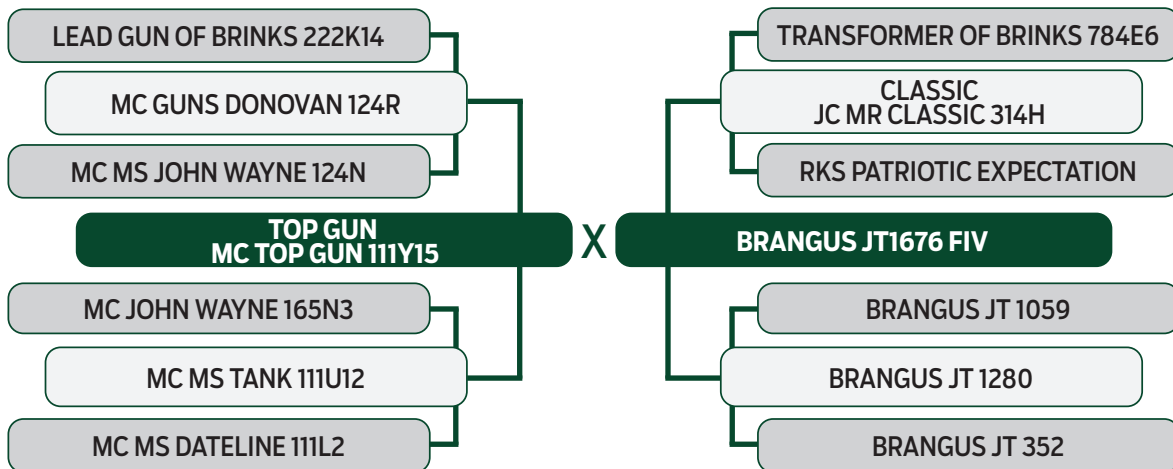 LEAD GUN OF BRINKS 222K14
MC GUNS DONOVAN 124R
MC MS JOHN WAYNE 124N
TOP GUN
MC TOP GUN 111Y15
MC JOHN WAYNE 165N3
MC MS TANK 111U12
MC MS DATELINE 111L2
X
TRANSFORMER OF BRINKS 784E6
CLASSIC
JC MR CLASSIC 314H
RKS PATRIOTIC EXPECTATION
BRANGUS JT1676 FIV
BRANGUS JT 1059
BRANGUS JT 1280
BRANGUS JT 352